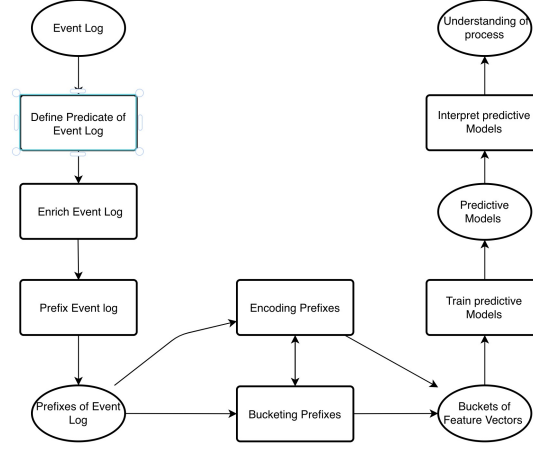 Event Log
Define Predicate of
Event Log
Enrich Event Log
Prefix Event log
Prefixes of Event
Log
Encoding Prefixes
Bucketing Prefixes
Buckets of
Feature Vectors
Train predictive
Models
Predictive
Models
Interpret predictive
Models
Understanding of
process